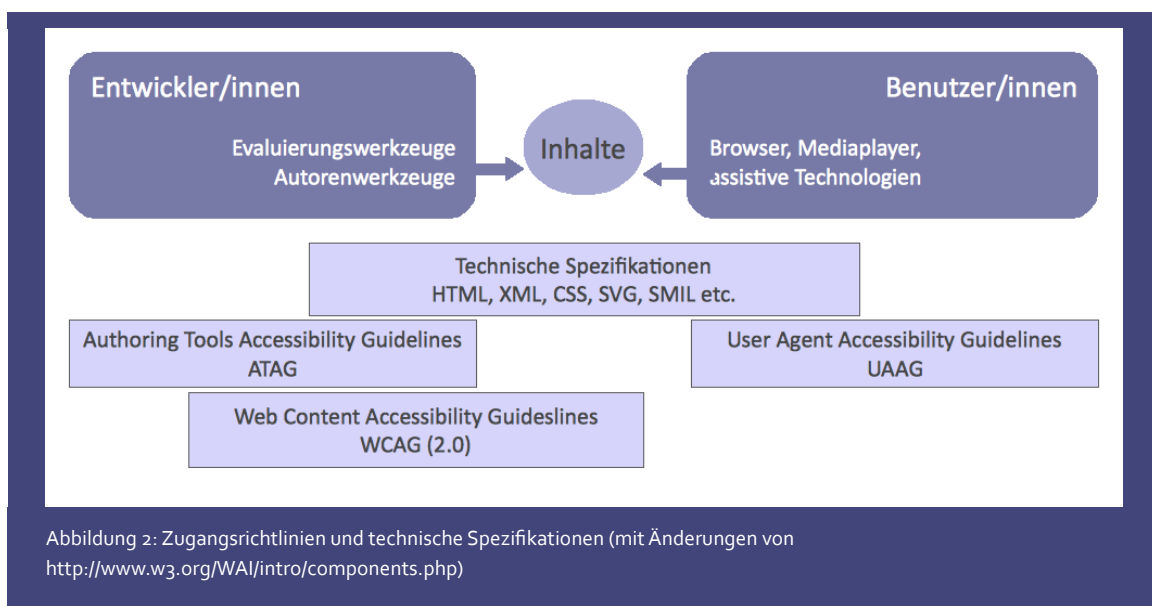 Entwickler/innen
Evaluierungswerkzeuge
Autorenwerkzeuge
Inhalte
Benutzer/innen
Browser, Mediaplayer,
assistive Technologien
Technische Spezifikationen
HTML, XML, CSS, SVG, SMIL etc.
Authoring Tools Accessibility Guidelines
ATAG
User Agent Accessibility Guidelines
UAAG
Web Content Accessibility Guideslines
WCAG (2.0)
Abbildung 2: Zugangsrichtlinien und technische Spezifikationen (mit Änderungen von
http://www.w3.org/WAI/intro/components.php)